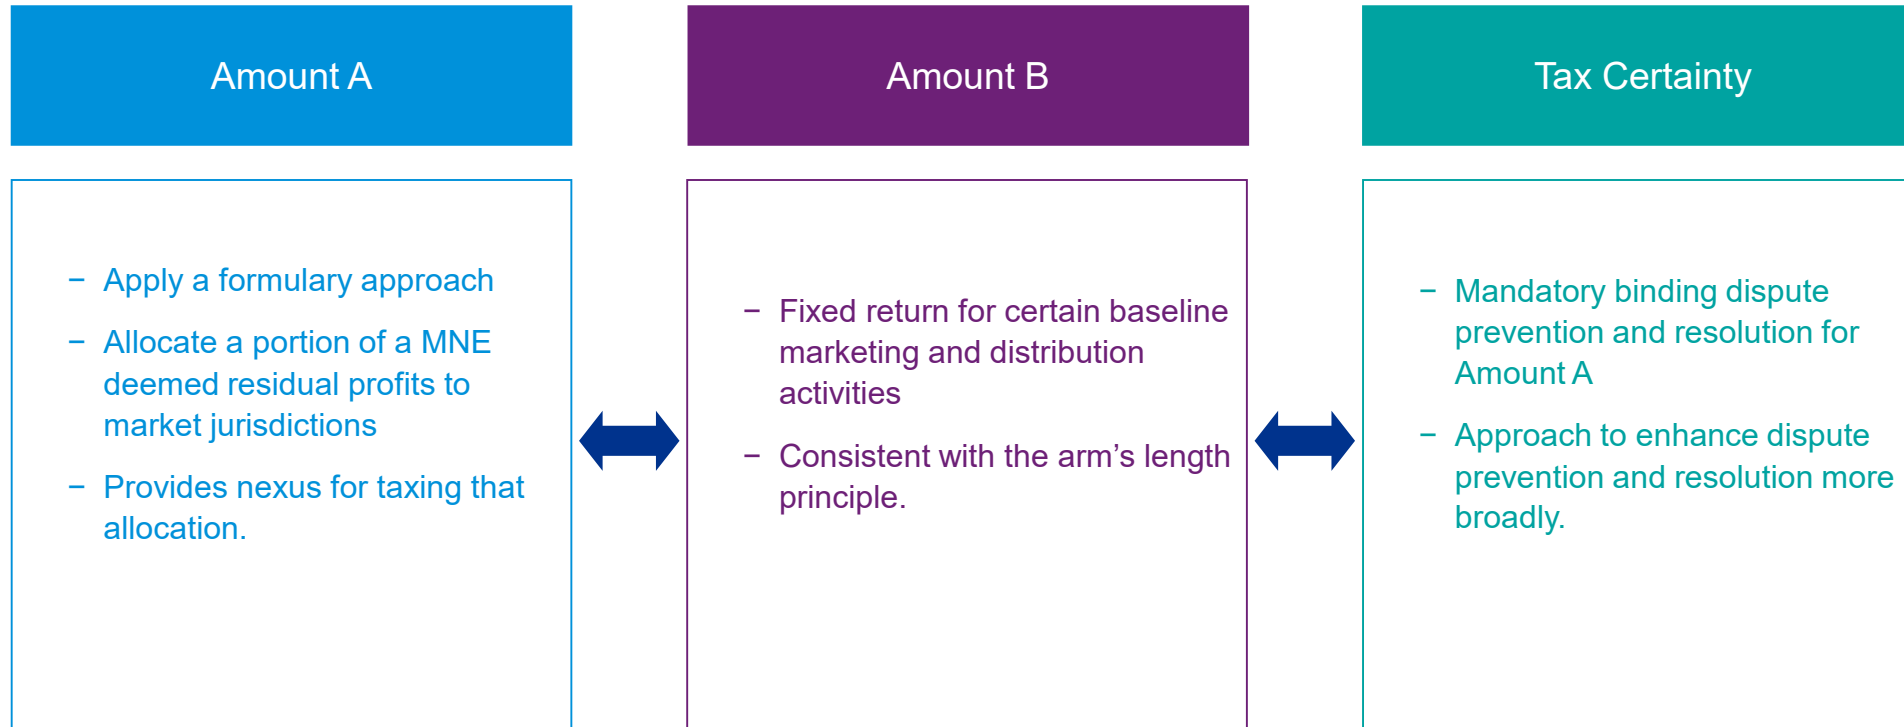 Amount A
− Apply a formulary approach
− Allocate a portion of a MNE
deemed residual profits to
market jurisdictions
− Provides nexus for taxing that
allocation.
Amount B
− Fixed return for certain baseline
marketing and distribution
activities
− Consistent with the arm’s length
principle.
Tax Certainty
− Mandatory binding dispute
prevention and resolution for
Amount A
− Approach to enhance dispute
prevention and resolution more
broadly.